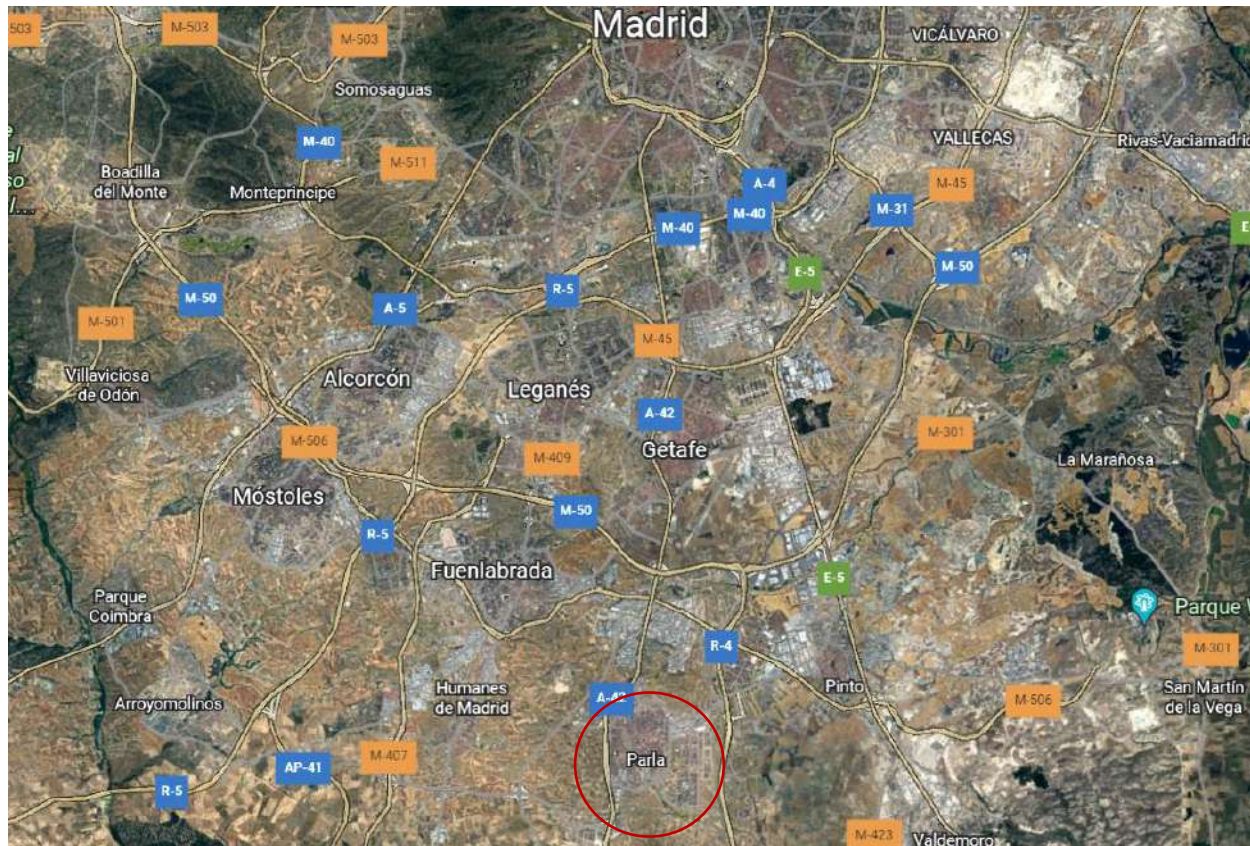 Madrid
503
M-503
M-503
VICÁLVARO
Somosaguas
M-40
M-511
VALLECAS
Rivas-Vaciamadrid
Boadilla
del Monte
Monteprincipe
A-4
M-45
M-40
M-40
M-31
E
M-50
R-5
E-5
M-50
A-5
M-501
M-45
Villaviciosa
de Odón
Alcorcón
Leganés
A-42
M-506
M-409
Getafe
M-301
La Marañosa
Móstoles
M-50
R-5
Fuenlabrada
E-5
Parque
Coimbra
Parque
R-4
M-301
Arroyomolinos
Humanes
de Madrid
A-42
Pinto
M-506
San Martín
de la Vega
Parla
M-407
AP-41
R-5
M-423
Valdemoro